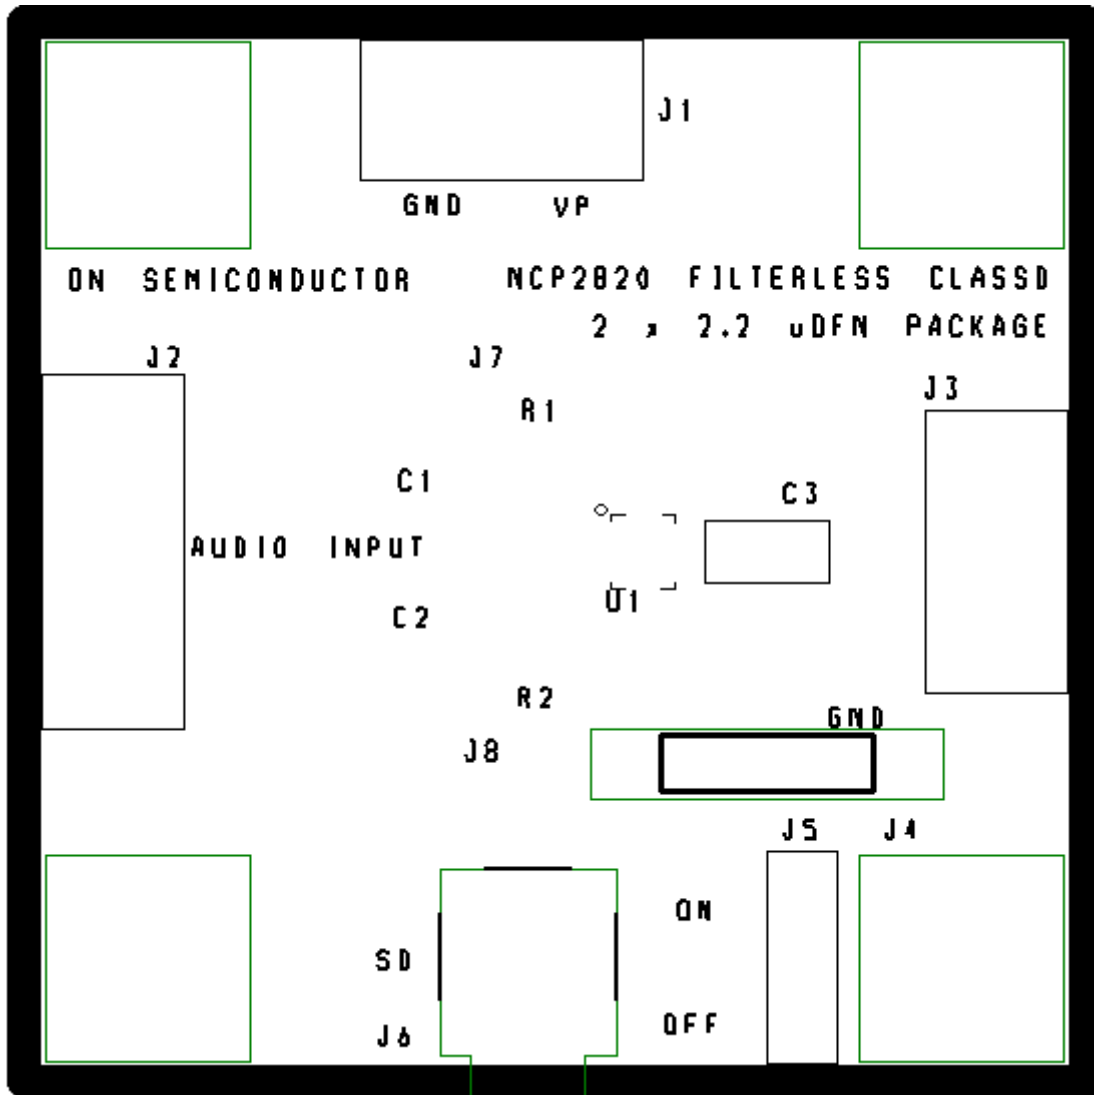 J1
GND VP
ON SEMICONDUCTOR NCP2820 FILTERLESS CLASSD
2 x 2.2 uDFN PACKAGE
J2 J7
J3
R1
C1
C3
AUDIO INPUT
U1
C2
R2
GND
J8
J5 J4
ON
SD
OFF
J6